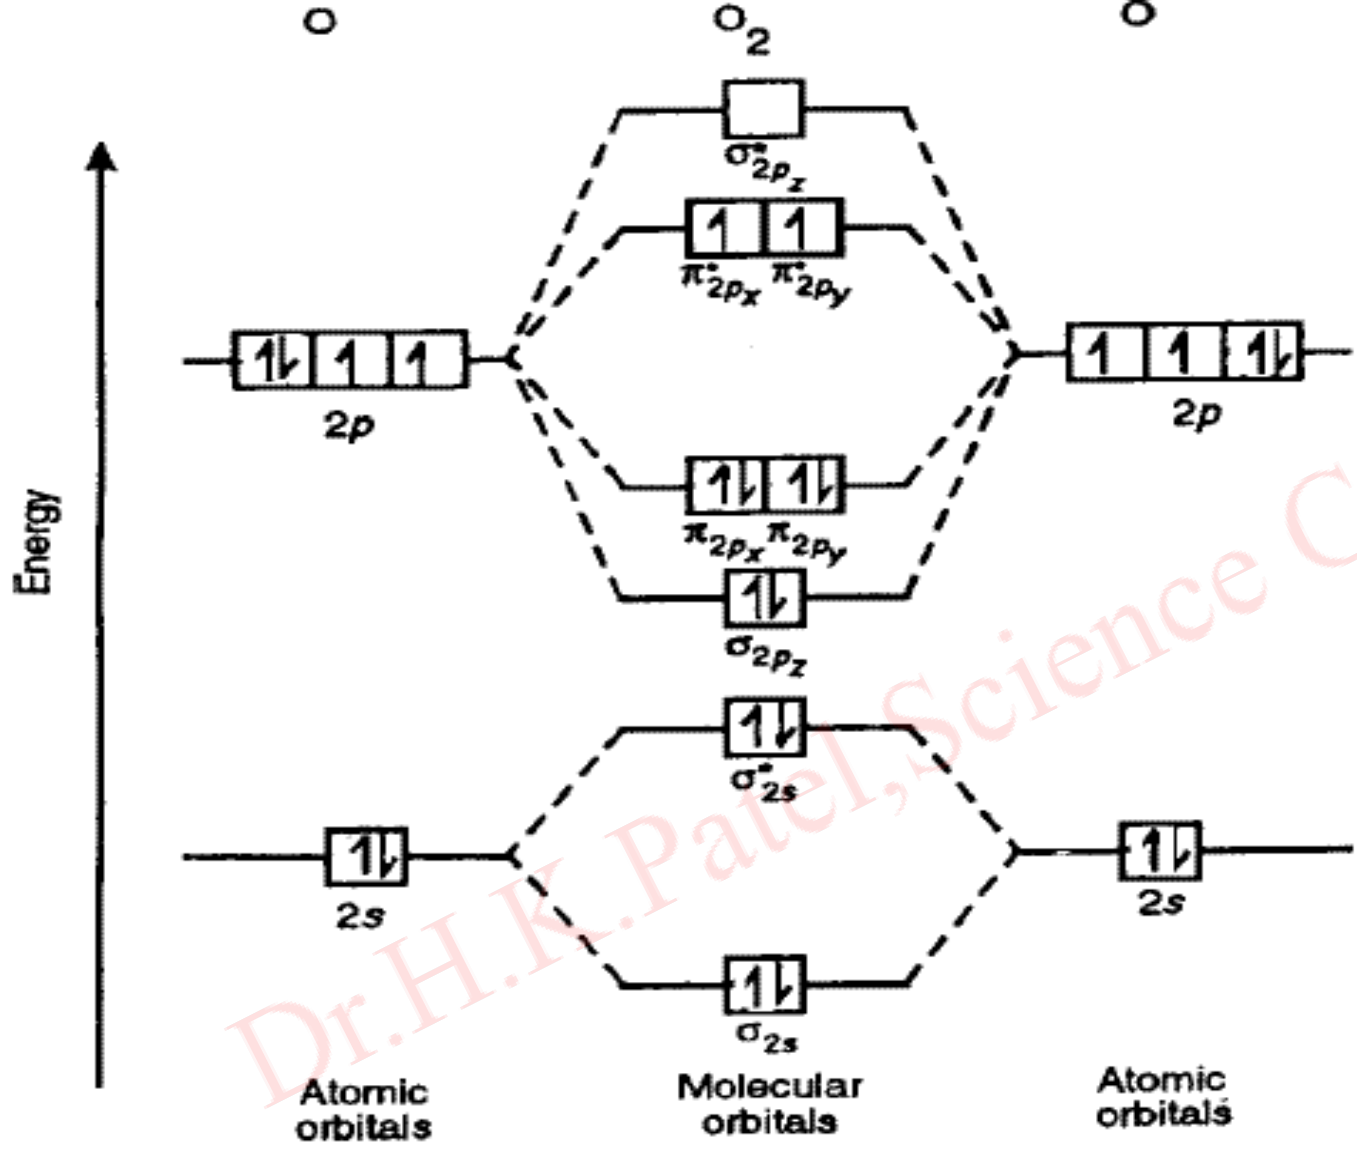 O O₂ O
σ*2pz
π*2px π*2py
2p 2p
π2px π2py
σ2pz
σ*2s
2s 2s
σ2s
Energy
Atomic orbitals
Molecular orbitals
Atomic orbitals
Dr.H.K.Patel,Science C